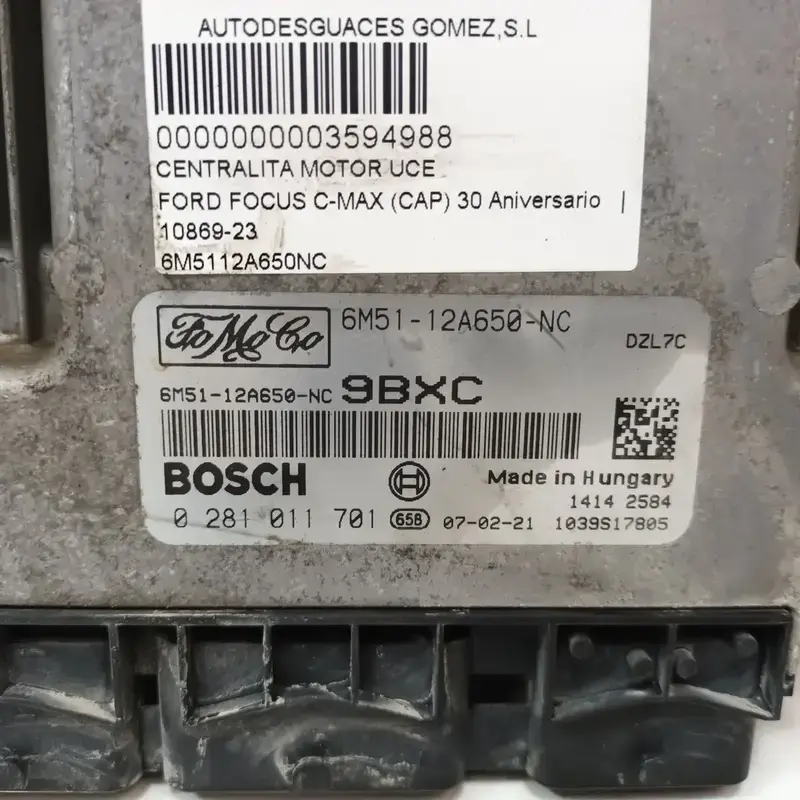 AUTODESGUACES GOMEZ,S.L
0000000003594988
CENTRALITA MOTOR UCE
FORD FOCUS C-MAX (CAP) 30 Aniversario |
10869-23
6M5112A650NC
FoMoCo 6M51-12A650-NC
DZL7C
6M51-12A650-NC 9BXC
BOSCH Made in Hungary
1414 2584
0 281 011 701 658 07-02-21 1039S17805